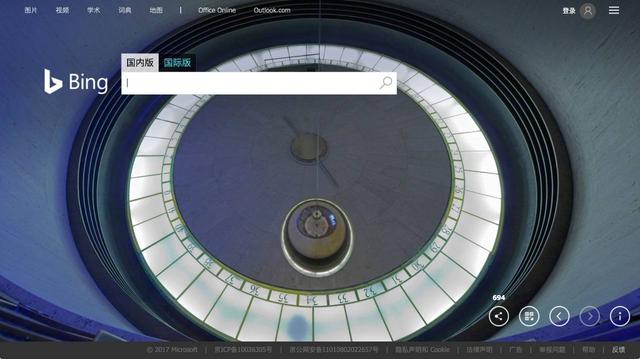 图片 视频 学术 词典 地图 | Office Online Outlook.com 登录
国内版 国际版
Bing
694
© 2017 Microsoft | 京ICP备10036305号 | 京公网安备11010802022657号 | 隐私声明和 Cookie | 法律声明 | 广告 | 帮助 | 反馈